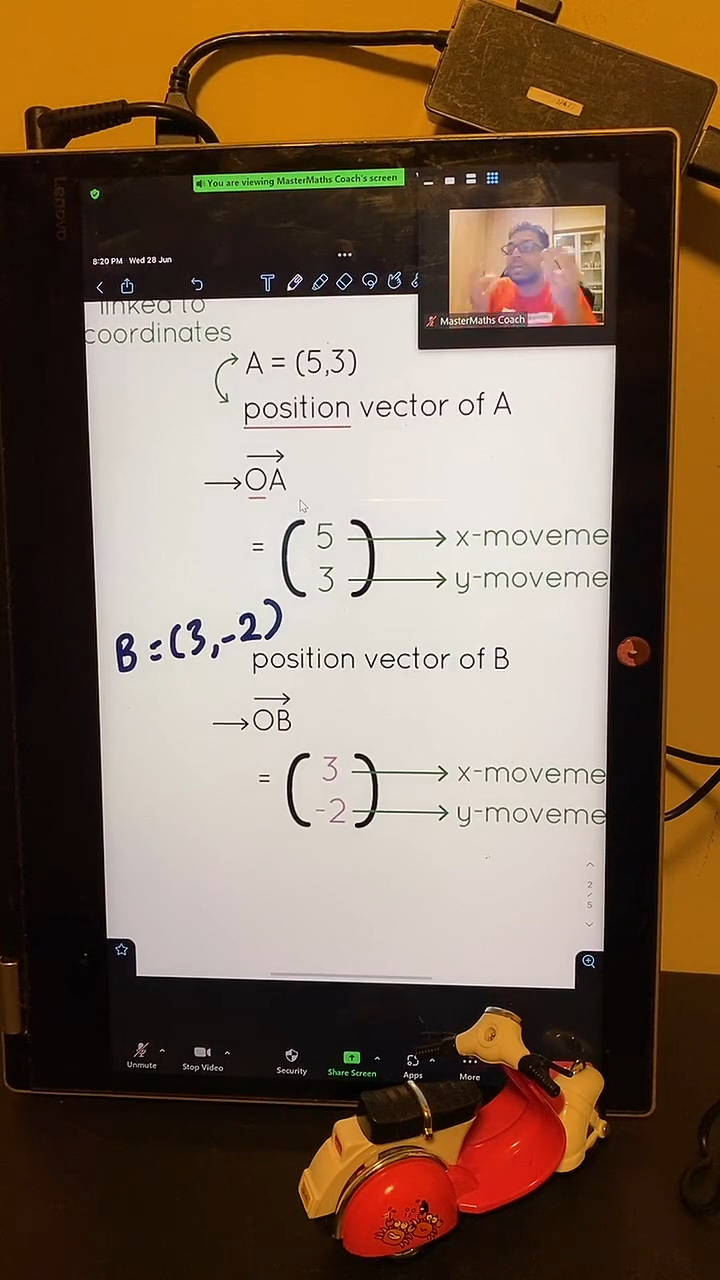 Lenovo
You are viewing MasterMaths Coach's screen
8:20 PM Wed 28 Jun
MasterMaths Coach
linked to
coordinates
A = (5,3)
position vector of A
→OA
= (5 → x-moveme
3) → y-moveme
B = (3,-2)
position vector of B
→OB
= (3 → x-moveme
-2) → y-moveme
2
/
5
Unmute
Stop Video
Security
Share Screen
Apps
More